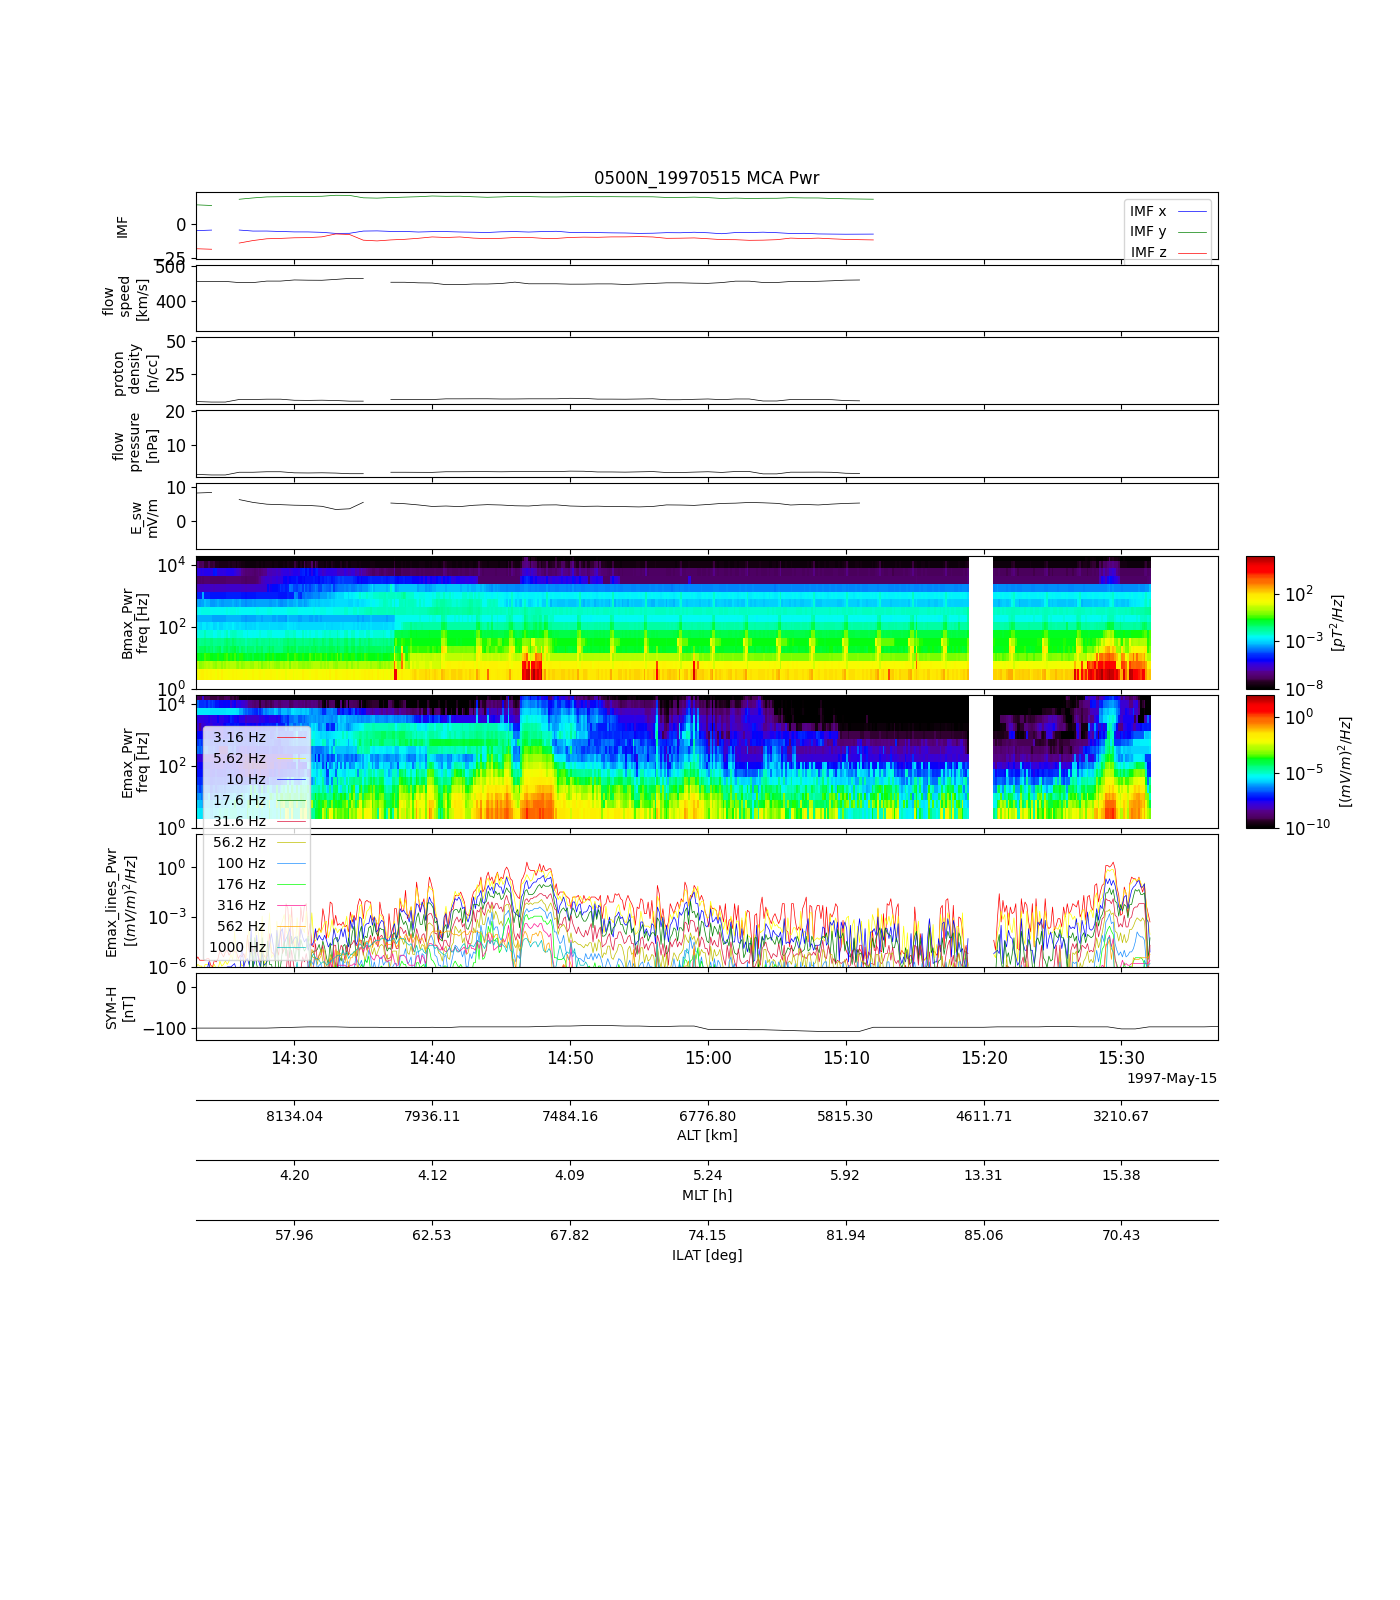 0500N_19970515 MCA Pwr
IMF
0
−25
IMF x
IMF y
IMF z
flow
speed
[km/s]
500
400
proton
density
[n/cc]
50
25
flow
pressure
[nPa]
20
10
E_sw
mV/m
10
0
Bmax_Pwr
freq [Hz]
10^4
10^2
10^0
10^2
10^-3
10^-8
[pT^2/Hz]
Emax_Pwr
freq [Hz]
10^4
10^2
10^0
10^0
10^-5
10^-10
[(mV/m)^2/Hz]
3.16 Hz
5.62 Hz
10 Hz
17.6 Hz
31.6 Hz
56.2 Hz
100 Hz
176 Hz
316 Hz
562 Hz
1000 Hz
Emax_lines_Pwr
[(mV/m)^2/Hz]
10^0
10^-3
10^-6
SYM-H
[nT]
0
−100
14:30 14:40 14:50 15:00 15:10 15:20 15:30
1997-May-15
8134.04 7936.11 7484.16 6776.80 5815.30 4611.71 3210.67
ALT [km]
4.20 4.12 4.09 5.24 5.92 13.31 15.38
MLT [h]
57.96 62.53 67.82 74.15 81.94 85.06 70.43
ILAT [deg]